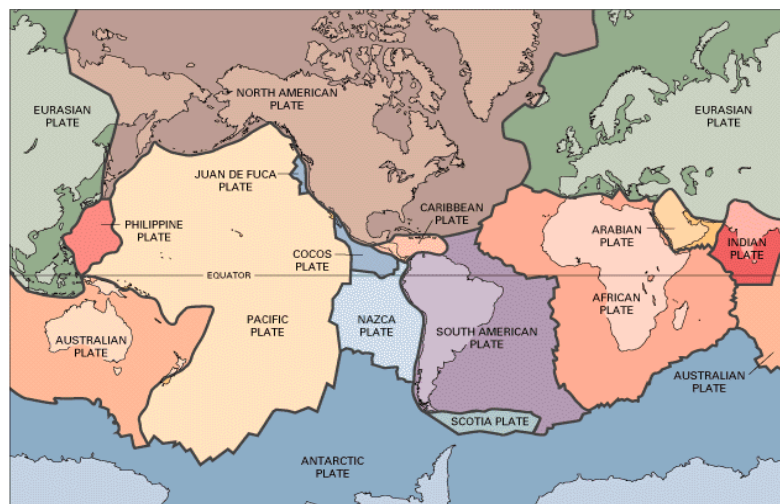 NORTH AMERICAN
PLATE
EURASIAN
PLATE
EURASIAN
PLATE
JUAN DE FUCA
PLATE
CARIBBEAN
PLATE
PHILIPPINE
PLATE
ARABIAN
PLATE
INDIAN
PLATE
COCOS
PLATE
EQUATOR
AFRICAN
PLATE
PACIFIC
PLATE
NAZCA
PLATE
SOUTH AMERICAN
PLATE
AUSTRALIAN
PLATE
AUSTRALIAN
PLATE
SCOTIA PLATE
ANTARCTIC
PLATE